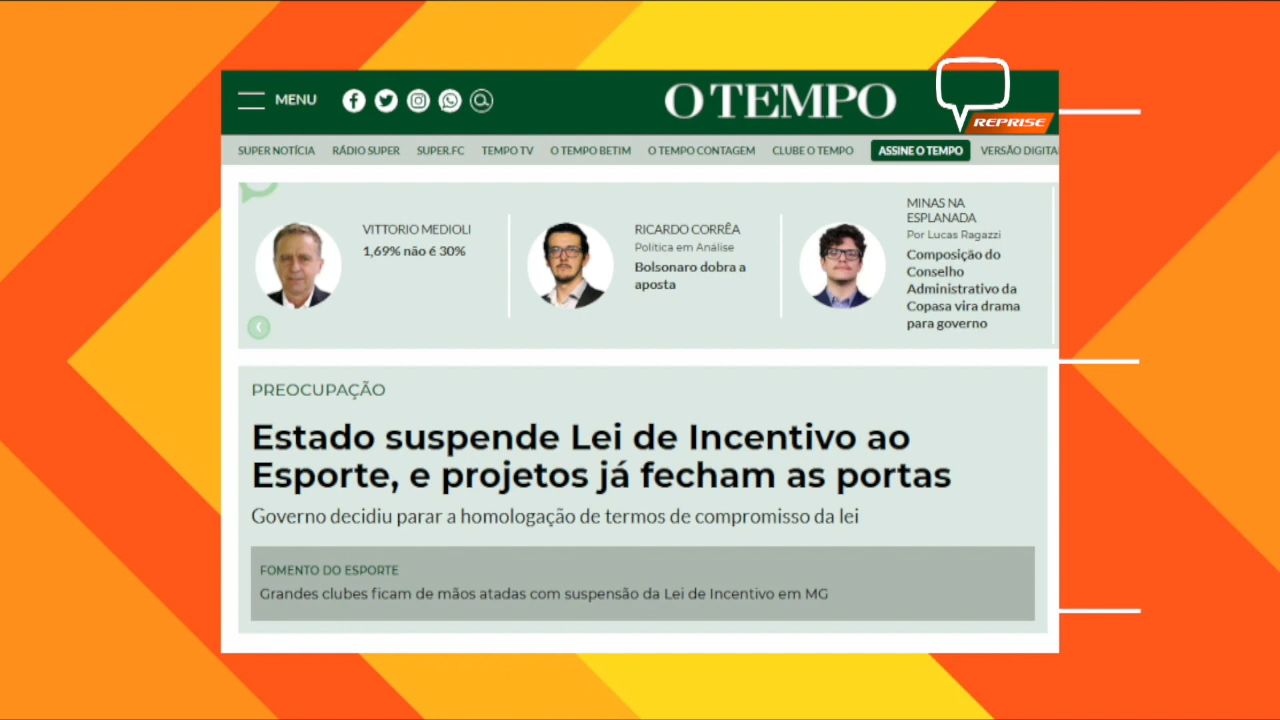 MENU
O TEMPO
REPRISE
SUPER NOTÍCIA RÁDIO SUPER SUPER.FC TEMPO TV O TEMPO BETIM O TEMPO CONTAGEM CLUBE O TEMPO ASSINE O TEMPO VERSÃO DIGITA
VITTORIO MEDIOLI
1,69% não é 30%
RICARDO CORRÊA
Política em Análise
Bolsonaro dobra a
aposta
MINAS NA
ESPLANADA
Por Lucas Ragazzi
Composição do
Conselho
Administrativo da
Copasa vira drama
para governo
PREOCUPAÇÃO
Estado suspende Lei de Incentivo ao
Esporte, e projetos já fecham as portas
Governo decidiu parar a homologação de termos de compromisso da lei
FOMENTO DO ESPORTE
Grandes clubes ficam de mãos atadas com suspensão da Lei de Incentivo em MG